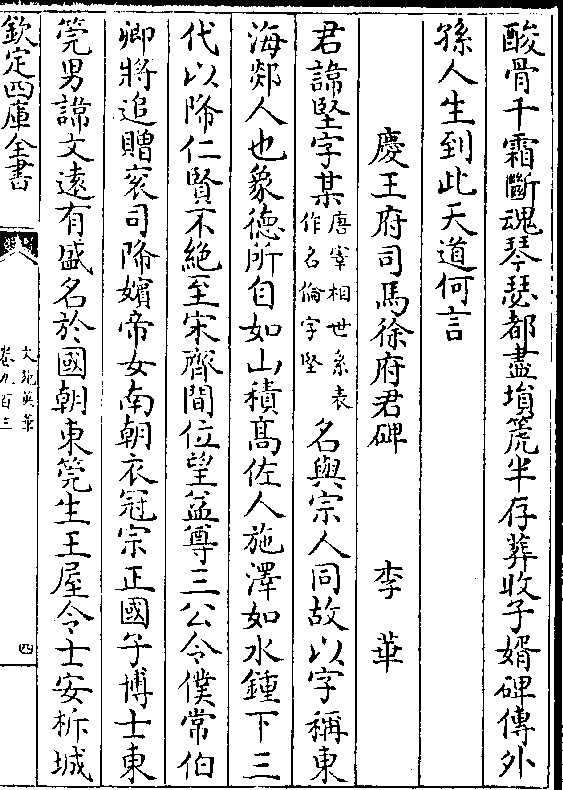 酸骨千霜斷魂琴瑟都盡塤箎半存葬收子婿碑傳外
孫人生到此天道何言
慶王府司馬徐府君碑 李華
君諱堅字某唐宰相世系表作名倫字堅名與宗人同故以字稱東
海郯人也象德所自如山積髙佐人施澤如水鍾下三
代以降仁賢不絶至宋齊間位望益尊三公令僕常伯
卿將追贈衮司降嬪帝女南朝衣冠宗正國子博士東
筦男諱文遠有盛名於國朝東筦生王屋令士安柝城
欽定四庫全書
文苑英華
卷九百三
四